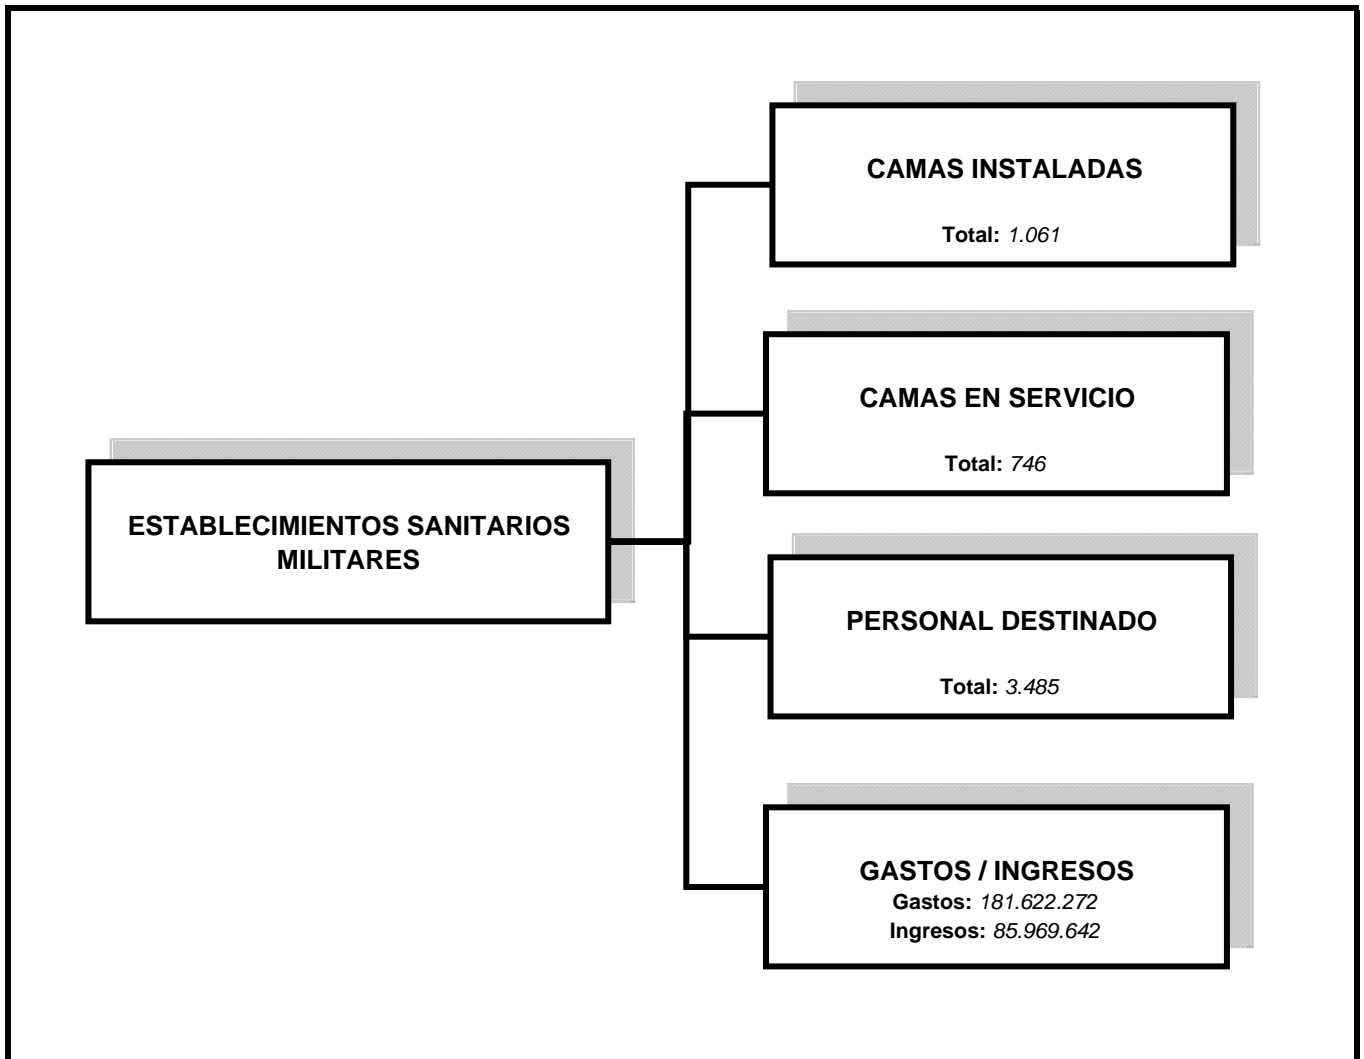 CAMAS INSTALADAS
Total: 1.061
CAMAS EN SERVICIO
Total: 746
ESTABLECIMIENTOS SANITARIOS
MILITARES
PERSONAL DESTINADO
Total: 3.485
GASTOS / INGRESOS
Gastos: 181.622.272
Ingresos: 85.969.642